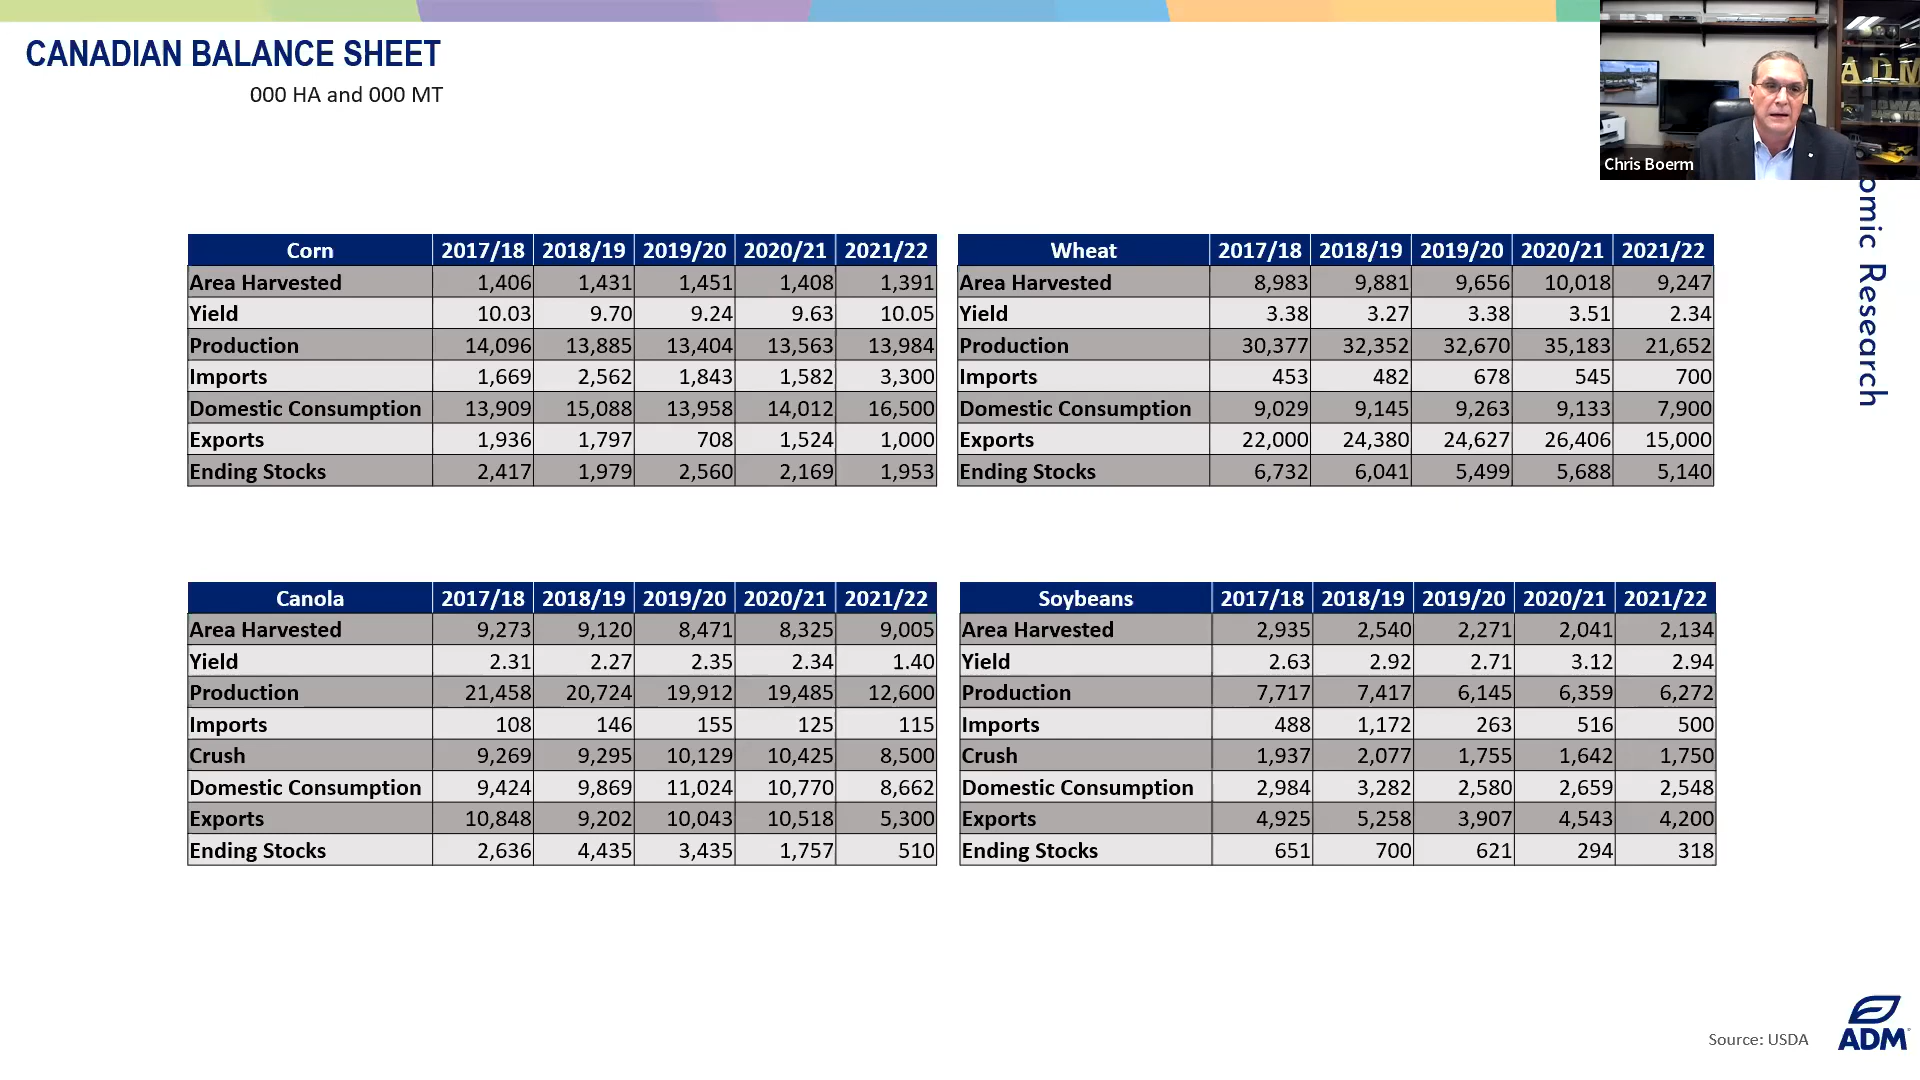 CANADIAN BALANCE SHEET
000 HA and 000 MT
ADM
Chris Boerm
omic Research
Corn 2017/18 2018/19 2019/20 2020/21 2021/22
Area Harvested 1,406 1,431 1,451 1,408 1,391
Yield 10.03 9.70 9.24 9.63 10.05
Production 14,096 13,885 13,404 13,563 13,984
Imports 1,669 2,562 1,843 1,582 3,300
Domestic Consumption 13,909 15,088 13,958 14,012 16,500
Exports 1,936 1,797 708 1,524 1,000
Ending Stocks 2,417 1,979 2,560 2,169 1,953
Wheat 2017/18 2018/19 2019/20 2020/21 2021/22
Area Harvested 8,983 9,881 9,656 10,018 9,247
Yield 3.38 3.27 3.38 3.51 2.34
Production 30,377 32,352 32,670 35,183 21,652
Imports 453 482 678 545 700
Domestic Consumption 9,029 9,145 9,263 9,133 7,900
Exports 22,000 24,380 24,627 26,406 15,000
Ending Stocks 6,732 6,041 5,499 5,688 5,140
Canola 2017/18 2018/19 2019/20 2020/21 2021/22
Area Harvested 9,273 9,120 8,471 8,325 9,005
Yield 2.31 2.27 2.35 2.34 1.40
Production 21,458 20,724 19,912 19,485 12,600
Imports 108 146 155 125 115
Crush 9,269 9,295 10,129 10,425 8,500
Domestic Consumption 9,424 9,869 11,024 10,770 8,662
Exports 10,848 9,202 10,043 10,518 5,300
Ending Stocks 2,636 4,435 3,435 1,757 510
Soybeans 2017/18 2018/19 2019/20 2020/21 2021/22
Area Harvested 2,935 2,540 2,271 2,041 2,134
Yield 2.63 2.92 2.71 3.12 2.94
Production 7,717 7,417 6,145 6,359 6,272
Imports 488 1,172 263 516 500
Crush 1,937 2,077 1,755 1,642 1,750
Domestic Consumption 2,984 3,282 2,580 2,659 2,548
Exports 4,925 5,258 3,907 4,543 4,200
Ending Stocks 651 700 621 294 318
Source: USDA
ADM